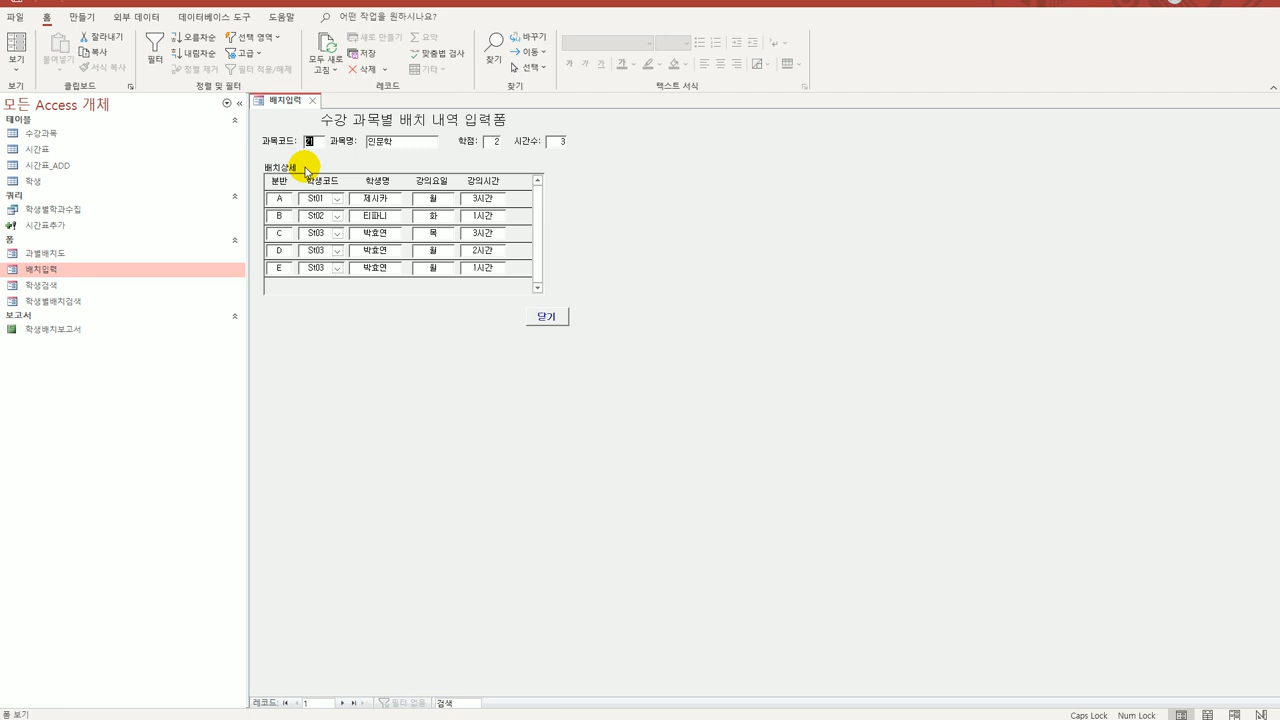 파일 홈 만들기 외부 데이터 데이터베이스 도구 도움말 어떤 작업을 원하시나요?
보기
보기
붙여넣기
잘라내기
복사
서식 복사
클립보드
필터
오름차순
내림차순
정렬 제거
선택 영역
고급
필터 적용/해제
정렬 및 필터
모두 새로
고침
새로 만들기
저장
삭제
요약
맞춤법 검사
기타
레코드
찾기
바꾸기
이동
선택
찾기
가 가 가 가
텍스트 서식
모든 Access 개체
테이블
수강과목
시간표
시간표_ADD
학생
쿼리
학생별학과수집
시간표추가
폼
과별배치도
배치입력
학생검색
학생별배치검색
보고서
학생배치보고서
배치입력
수강 과목별 배치 내역 입력폼
과목코드: 21 과목명: 인문학 학점: 2 시간수: 3
배치상세
분반 학생코드 학생명 강의요일 강의시간
A St01 제시카 월 3시간
B St02 티파니 화 1시간
C St03 박효연 목 3시간
D St03 박효연 월 2시간
E St03 박효연 월 1시간
닫기
레코드: 1 필터 없음 검색
폼 보기 Caps Lock Num Lock